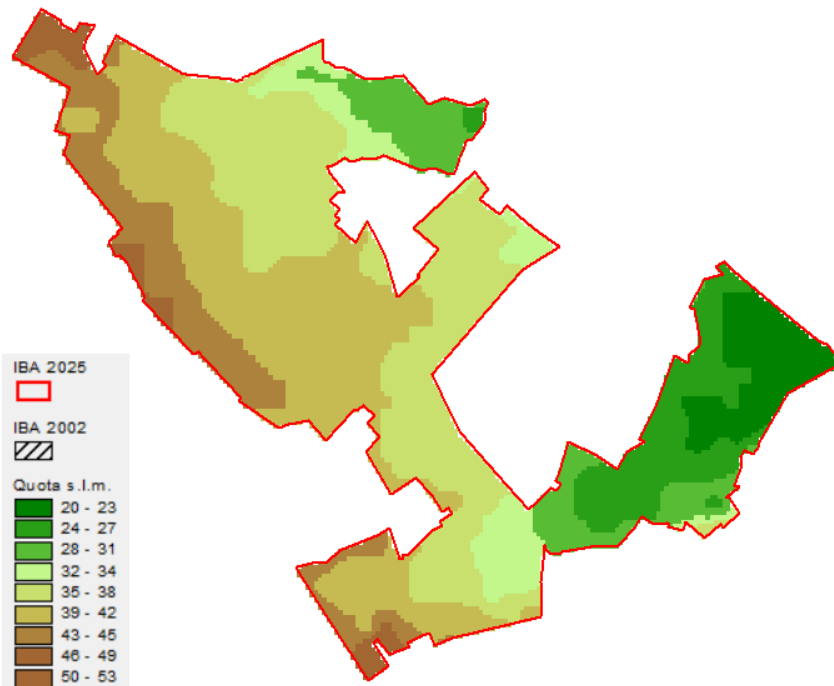 IBA 2025
IBA 2002
Quota s.l.m.
20 - 23
24 - 27
28 - 31
32 - 34
35 - 38
39 - 42
43 - 45
46 - 49
50 - 53